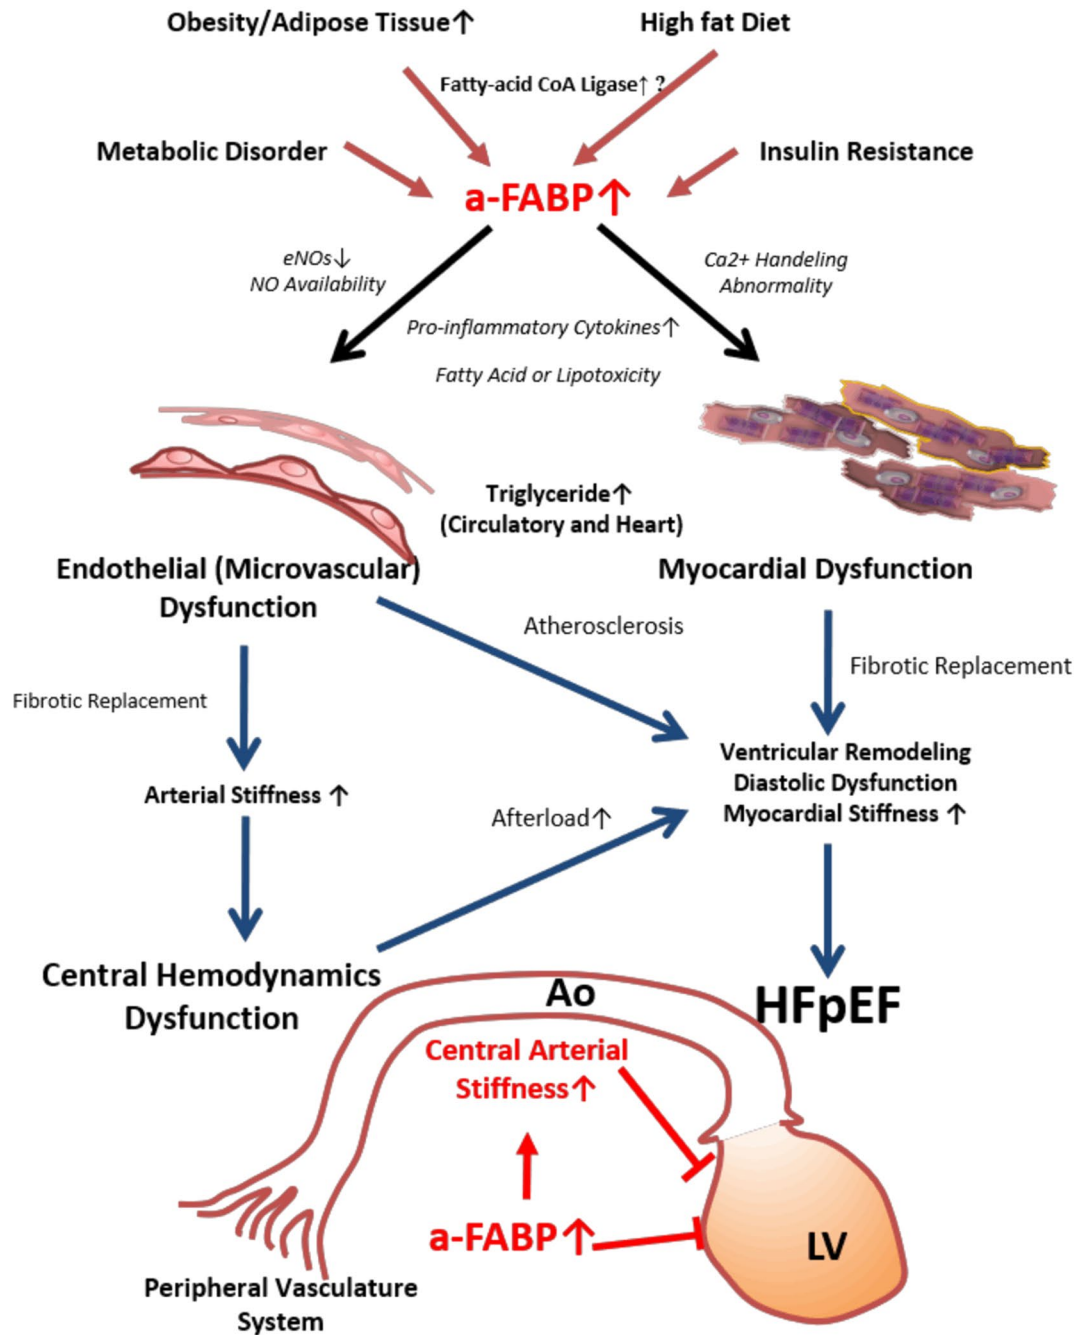 Obesity/Adipose Tissue↑
High fat Diet
Fatty-acid CoA Ligase↑ ?
Metabolic Disorder
Insulin Resistance
a-FABP↑
eNOs↓
NO Availability
Ca2+ Handeling
Abnormality
Pro-inflammatory Cytokines↑
Fatty Acid or Lipotoxicity
Triglyceride↑
(Circulatory and Heart)
Endothelial (Microvascular)
Dysfunction
Myocardial Dysfunction
Atherosclerosis
Fibrotic Replacement
Fibrotic Replacement
Ventricular Remodeling
Diastolic Dysfunction
Myocardial Stiffness ↑
Arterial Stiffness ↑
Afterload↑
Central Hemodynamics
Dysfunction
Ao
HFpEF
Central Arterial
Stiffness↑
a-FABP↑
LV
Peripheral Vasculature
System